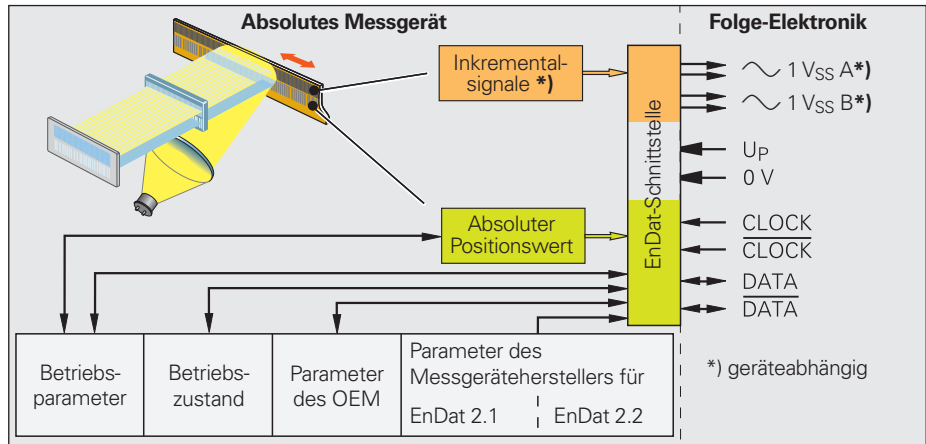 Absolutes Messgerät
Folge-Elektronik
Inkremental-
signale *)
1 VSS A*)
1 VSS B*)
EnDat-Schnittstelle
UP
0 V
Absoluter
Positionswert
CLOCK
CLOCK
DATA
DATA
Betriebs-
parameter
Betriebs-
zustand
Parameter
des OEM
Parameter des
Messgeräteherstellers für
EnDat 2.1
EnDat 2.2
*) geräteabhängig